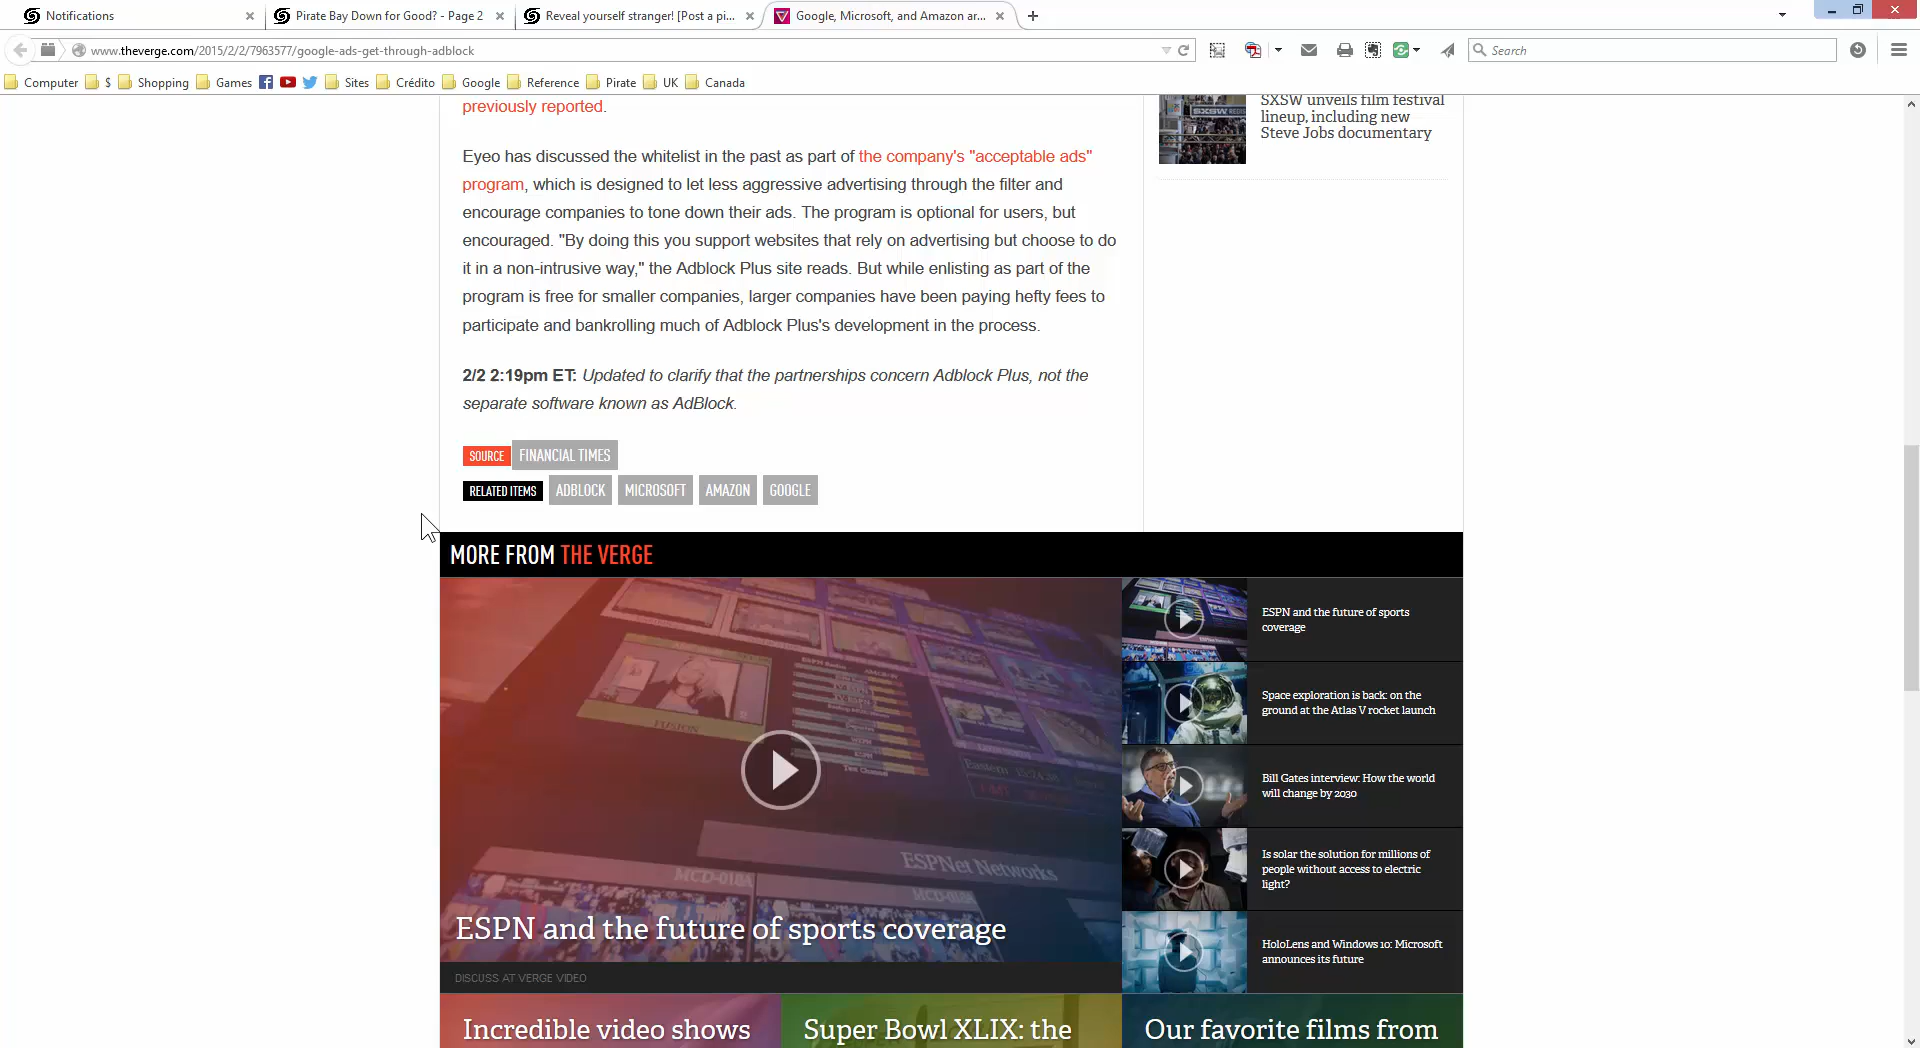 Notifications
Pirate Bay Down for Good? - Page 2
Reveal yourself stranger! [Post a pi...
Google, Microsoft, and Amazon ar...
www.theverge.com/2015/2/2/7963577/google-ads-get-through-adblock
Search
Computer
$
Shopping
Games
Sites
Crédito
Google
Reference
Pirate
UK
Canada
previously reported.
Eyeo has discussed the whitelist in the past as part of the company's "acceptable ads"
program, which is designed to let less aggressive advertising through the filter and
encourage companies to tone down their ads. The program is optional for users, but
encouraged. "By doing this you support websites that rely on advertising but choose to do
it in a non-intrusive way," the Adblock Plus site reads. But while enlisting as part of the
program is free for smaller companies, larger companies have been paying hefty fees to
participate and bankrolling much of Adblock Plus's development in the process.
2/2 2:19pm ET: Updated to clarify that the partnerships concern Adblock Plus, not the
separate software known as AdBlock.
SOURCE FINANCIAL TIMES
RELATED ITEMS ADBLOCK MICROSOFT AMAZON GOOGLE
SXSW unveils film festival
lineup, including new
Steve Jobs documentary
MORE FROM THE VERGE
ESPNet Networks
MCD-018A
ESPN and the future of sports coverage
DISCUSS AT VERGE VIDEO
ESPN and the future of sports
coverage
Space exploration is back: on the
ground at the Atlas V rocket launch
Bill Gates interview: How the world
will change by 2030
Is solar the solution for millions of
people without access to electric
light?
HoloLens and Windows 10: Microsoft
announces its future
Incredible video shows
Super Bowl XLIX: the
Our favorite films from